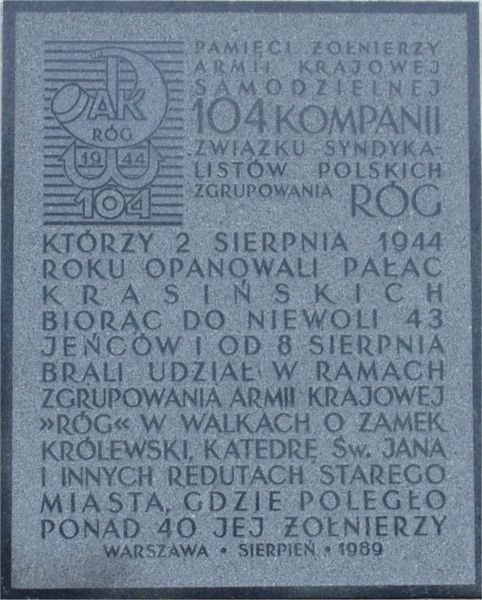 PAMIĘCI ŻOŁNIERZY
ARMII KRAJOWEJ
SAMODZIELNEJ
104 KOMPANII
ZWIĄZKU SYNDYKA-
LISTÓW POLSKICH
ZGRUPOWANIA RÓG
AK
RÓG
19 44
104
KTÓRZY 2 SIERPNIA 1944
ROKU OPANOWALI PAŁAC
KRASIŃSKICH
BIORĄC DO NIEWOLI 43
JEŃCÓW I OD 8 SIERPNIA
BRALI UDZIAŁ W RAMACH
ZGRUPOWANIA ARMII KRAJOWEJ
»RÓG« W WALKACH O ZAMEK
KRÓLEWSKI, KATEDRĘ ŚW. JANA
I INNYCH REDUTACH STAREGO
MIASTA, GDZIE POLEGŁO
PONAD 40 JEJ ŻOŁNIERZY
WARSZAWA • SIERPIEŃ • 1989